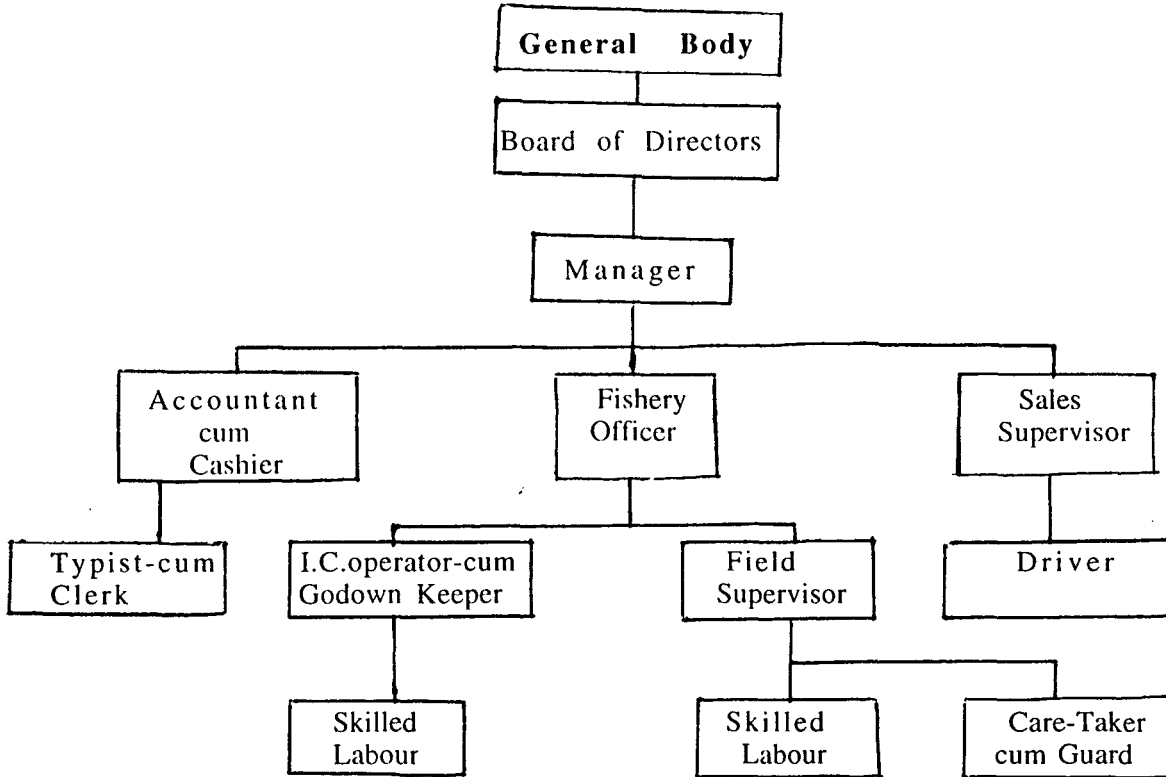 General Body
Board of Directors
Manager
Accountant
cum
Cashier
Fishery
Officer
Sales
Supervisor
Typist-cum
Clerk
I.C.operator-cum
Godown Keeper
Field
Supervisor
Driver
Skilled
Labour
Skilled
Labour
Care-Taker
cum Guard